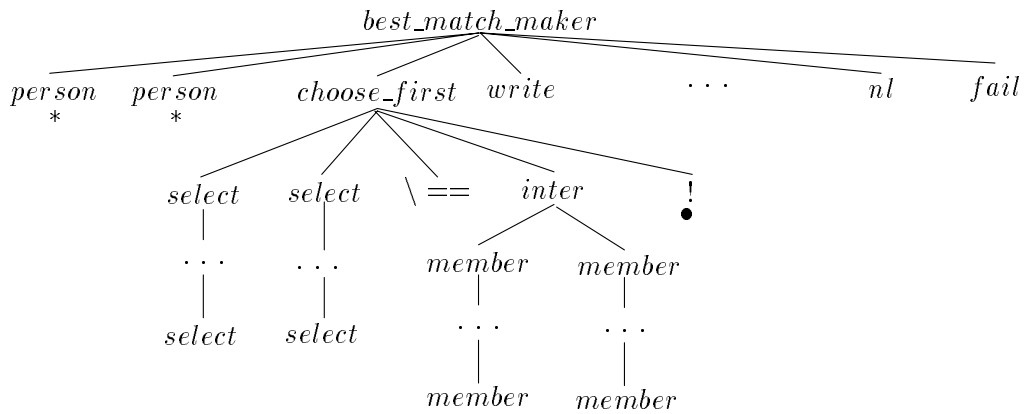 best_match_maker
person person choose_first write . . . nl fail
* *
select select \ == inter !
. . . . . . member member
select select . . . . . .
member member